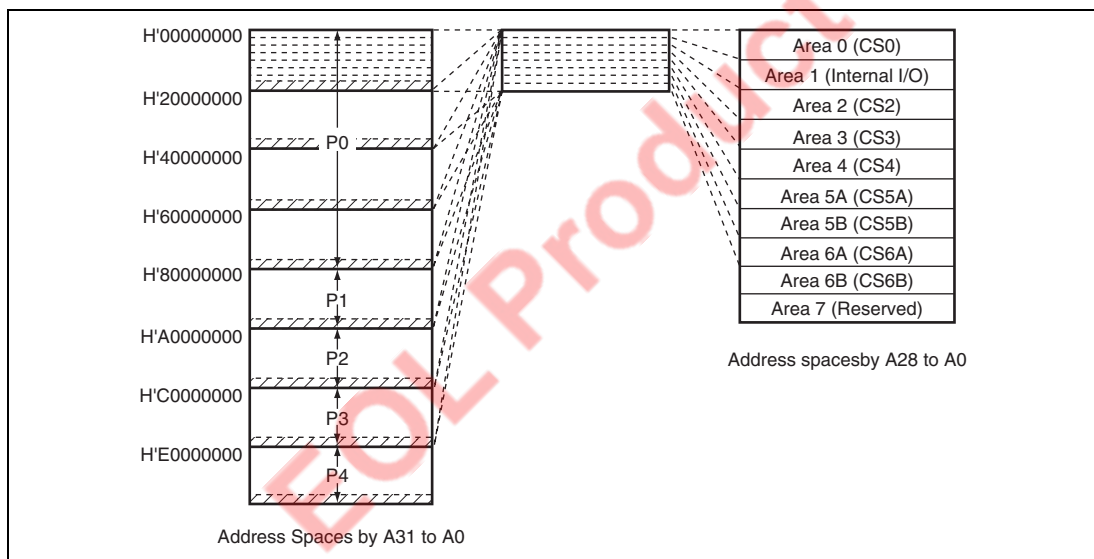 H'00000000
H'20000000
H'40000000
H'60000000
H'80000000
H'A0000000
H'C0000000
H'E0000000
P0
P1
P2
P3
P4
Address Spaces by A31 to A0
Area 0 (CS0)
Area 1 (Internal I/O)
Area 2 (CS2)
Area 3 (CS3)
Area 4 (CS4)
Area 5A (CS5A)
Area 5B (CS5B)
Area 6A (CS6A)
Area 6B (CS6B)
Area 7 (Reserved)
Address spacesby A28 to A0
EOL Product